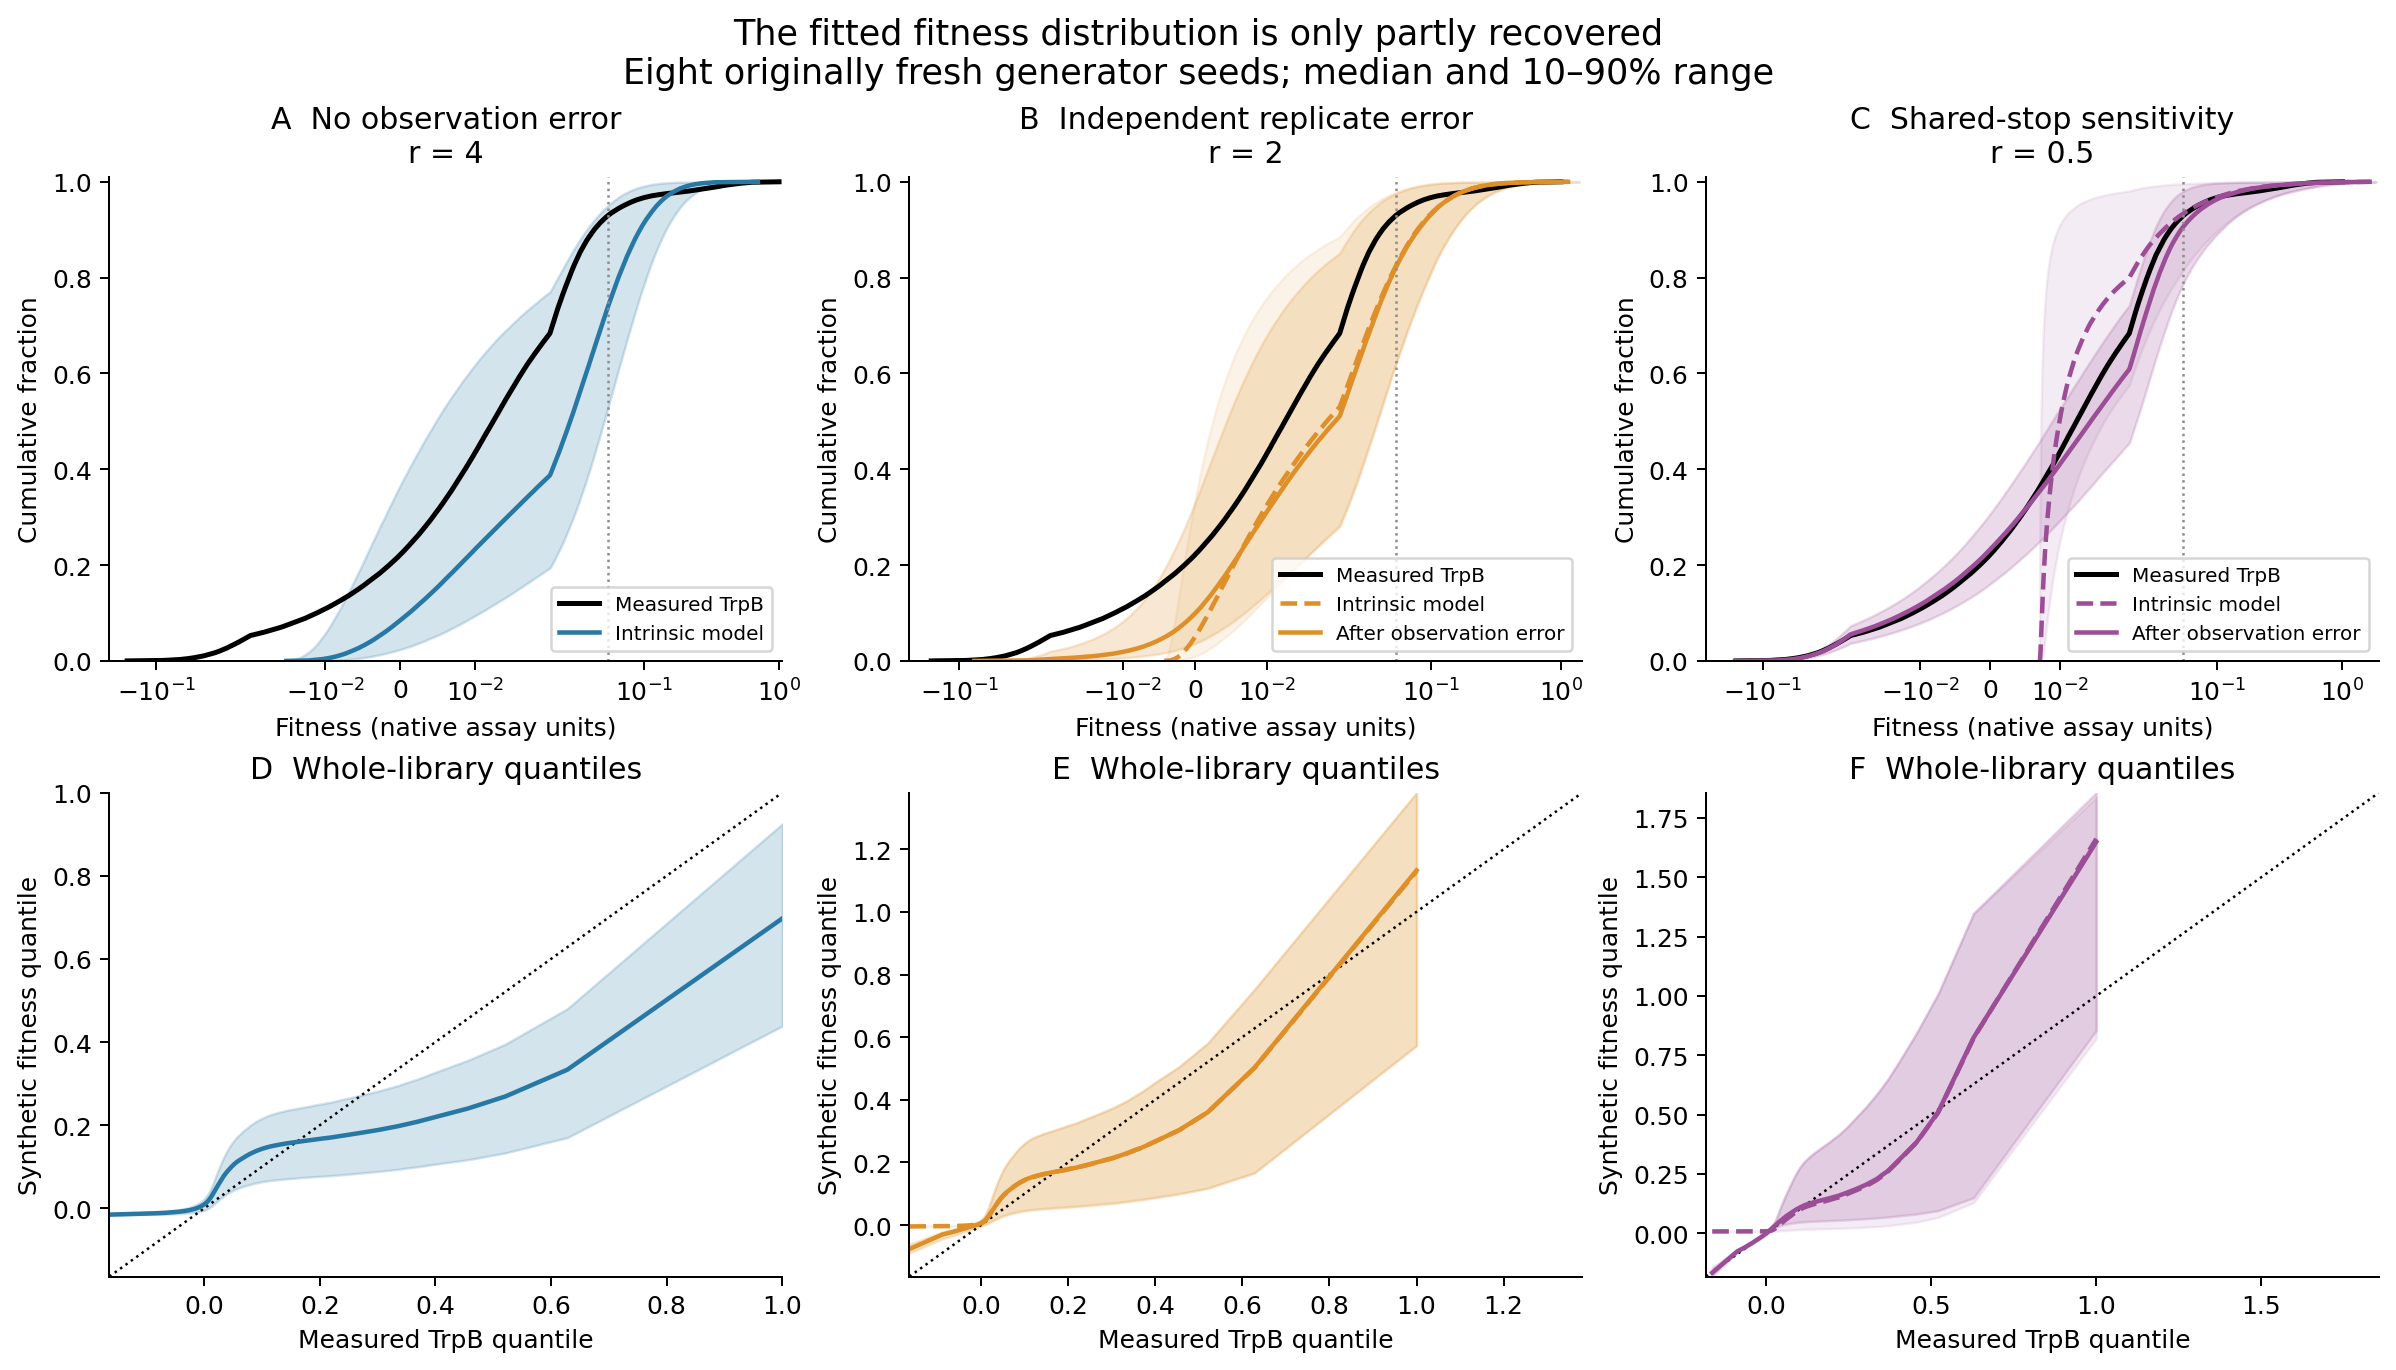 The fitted fitness distribution is only partly recovered
Eight originally fresh generator seeds; median and 10–90% range
A  No observation error
r = 4
Cumulative fraction
1.0
0.8
0.6
0.4
0.2
0.0
Measured TrpB
Intrinsic model
−10⁻¹
−10⁻²
0
10⁻²
10⁻¹
10⁰
Fitness (native assay units)
B  Independent replicate error
r = 2
Cumulative fraction
1.0
0.8
0.6
0.4
0.2
0.0
Measured TrpB
Intrinsic model
After observation error
−10⁻¹
−10⁻²
0
10⁻²
10⁻¹
10⁰
Fitness (native assay units)
C  Shared-stop sensitivity
r = 0.5
Cumulative fraction
1.0
0.8
0.6
0.4
0.2
0.0
Measured TrpB
Intrinsic model
After observation error
−10⁻¹
−10⁻²
0
10⁻²
10⁻¹
10⁰
Fitness (native assay units)
D  Whole-library quantiles
Synthetic fitness quantile
1.0
0.8
0.6
0.4
0.2
0.0
0.0
0.2
0.4
0.6
0.8
1.0
Measured TrpB quantile
E  Whole-library quantiles
Synthetic fitness quantile
1.2
1.0
0.8
0.6
0.4
0.2
0.0
0.0
0.2
0.4
0.6
0.8
1.0
1.2
Measured TrpB quantile
F  Whole-library quantiles
Synthetic fitness quantile
1.75
1.50
1.25
1.00
0.75
0.50
0.25
0.00
0.0
0.5
1.0
1.5
Measured TrpB quantile